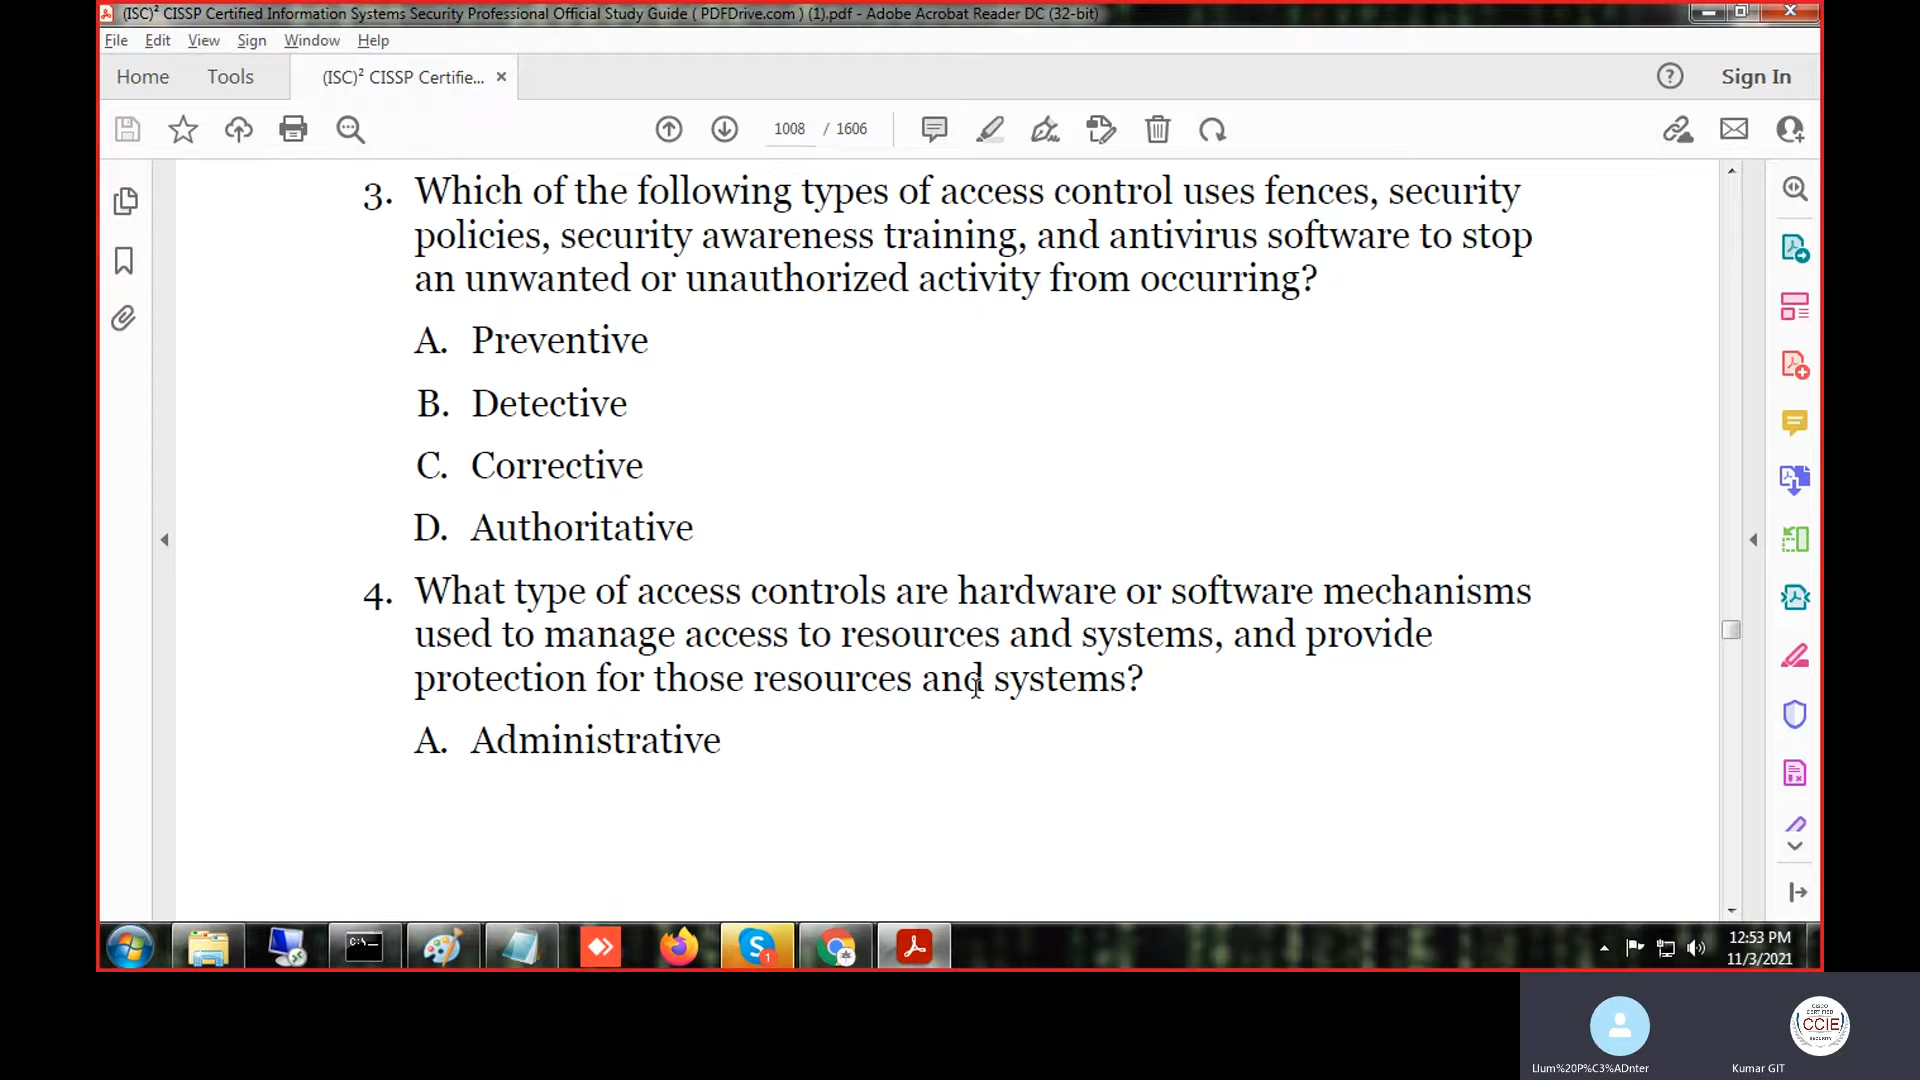 (ISC)² CISSP Certified Information Systems Security Professional Official Study Guide ( PDFDrive.com ) (1).pdf - Adobe Acrobat Reader DC (32-bit)
File Edit View Sign Window Help
Home Tools (ISC)² CISSP Certifie... × Sign In
1008 / 1606
3. Which of the following types of access control uses fences, security
policies, security awareness training, and antivirus software to stop
an unwanted or unauthorized activity from occurring?
A. Preventive
B. Detective
C. Corrective
D. Authoritative
4. What type of access controls are hardware or software mechanisms
used to manage access to resources and systems, and provide
protection for those resources and systems?
A. Administrative
C:\
S
1
12:53 PM
11/3/2021
CISCO
CERTIFIED
CCIE
SECURITY
Llum%20P%C3%ADnter
Kumar GIT